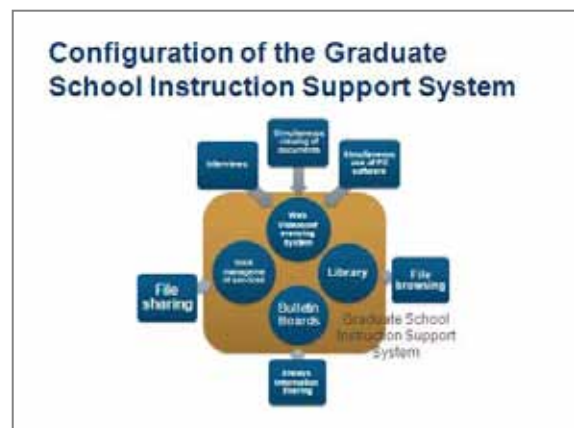 Configuration of the Graduate
School Instruction Support System
Simultaneous
viewing of
documents
Interviews
Simultaneous
use of PC
software
Web
system
Library
File
sharing
File
browsing
Bulletin
Boards
Graduate School
Instruction Support
System
Information
Sharing